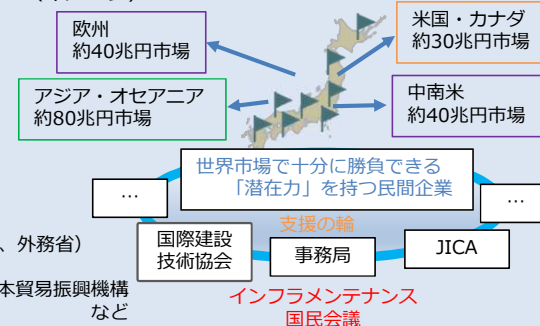 欧州
約40兆円市場
米国・カナダ
約30兆円市場
アジア・オセアニア
約80兆円市場
中南米
約40兆円市場
世界市場で十分に勝負できる
「潜在力」を持つ民間企業
…
…
支援の輪
国際建設
技術協会
事務局
JICA
、外務省）
本貿易振興機構
など
インフラメンテナンス
国民会議